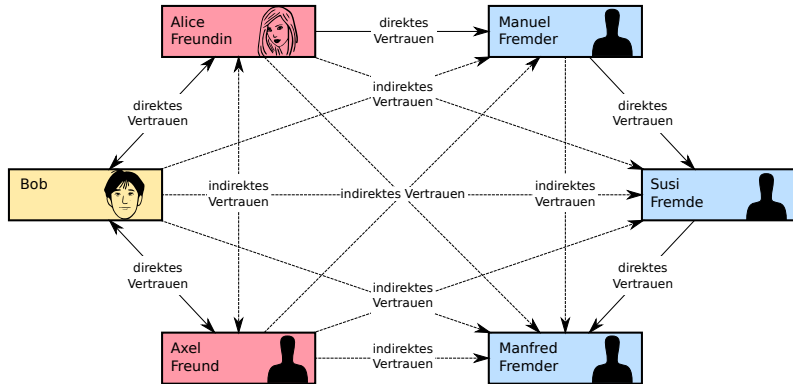 Alice
Freundin
direktes
Vertrauen
Manuel
Fremder
indirektes
Vertrauen
direktes
Vertrauen
direktes
Vertrauen
Bob
indirektes
Vertrauen
indirektes Vertrauen
indirektes
Vertrauen
Susi
Fremde
direktes
Vertrauen
indirektes
Vertrauen
direktes
Vertrauen
Axel
Freund
indirektes
Vertrauen
Manfred
Fremder